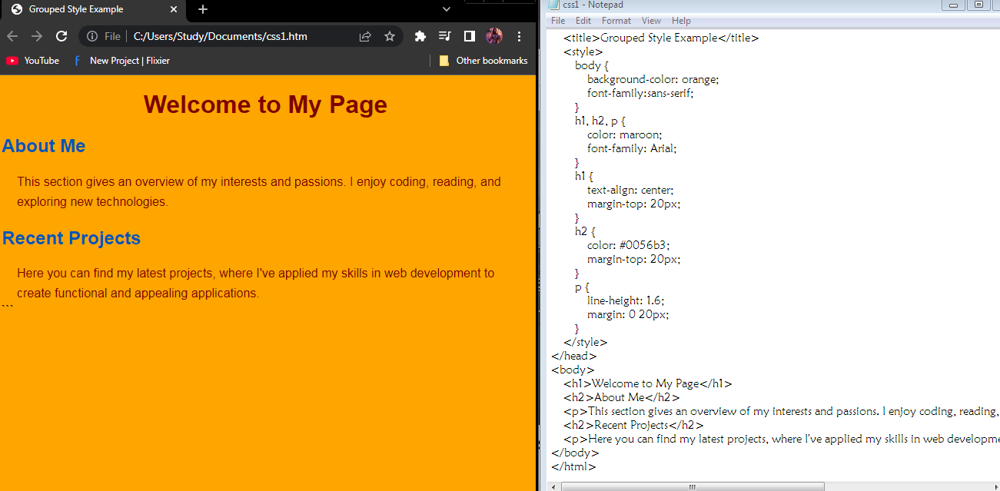 Grouped Style Example
File C:/Users/Study/Documents/css1.htm
YouTube New Project | Flixier Other bookmarks
Welcome to My Page
About Me
This section gives an overview of my interests and passions. I enjoy coding, reading, and
exploring new technologies.
Recent Projects
Here you can find my latest projects, where I've applied my skills in web development to
create functional and appealing applications.
```
css1 - Notepad
File Edit Format View Help
<title>Grouped Style Example</title>
<style>
body {
background-color: orange;
font-family:sans-serif;
}
h1, h2, p {
color: maroon;
font-family: Arial;
}
h1 {
text-align: center;
margin-top: 20px;
}
h2 {
color: #0056b3;
margin-top: 20px;
}
p {
line-height: 1.6;
margin: 0 20px;
}
</style>
</head>
<body>
<h1>Welcome to My Page</h1>
<h2>About Me</h2>
<p>This section gives an overview of my interests and passions. I enjoy coding, reading,
<h2>Recent Projects</h2>
<p>Here you can find my latest projects, where I've applied my skills in web developme
</body>
</html>